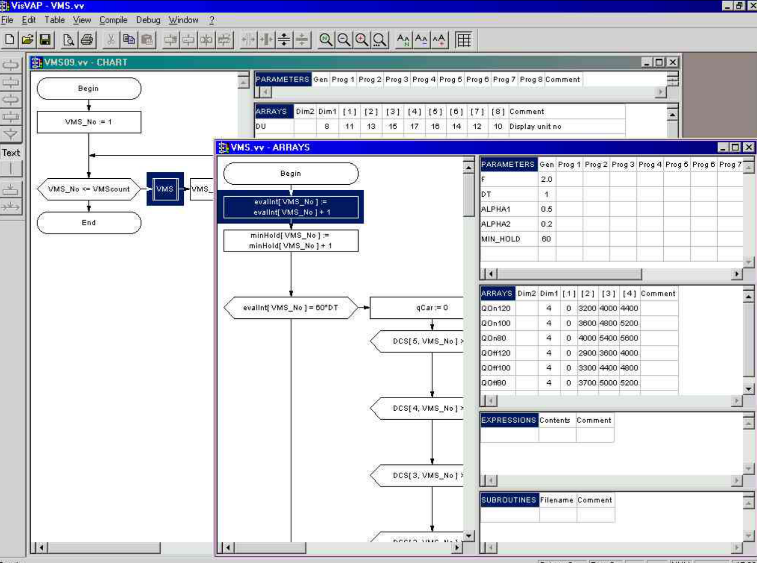 VisVAP - VMS.vv
File Edit Table View Compile Debug Window ?
Text
VMS09.vv - CHART
Begin
VMS_No := 1
VMS_No <= VMScount
VMS
VMS_
End
PARAMETERS Gen Prog 1 Prog 2 Prog 3 Prog 4 Prog 5 Prog 6 Prog 7 Prog 8 Comment
ARRAYS Dim2 Dim1 [1] [2] [3] [4] [5] [6] [7] [8] Comment
DU 8 11 13 15 17 16 14 12 10 Display unit no
VMS.vv - ARRAYS
Begin
evalInt[ VMS_No ] :=
evalInt[ VMS_No ] + 1
minHold[ VMS_No ] :=
minHold[ VMS_No ] + 1
evalInt[ VMS_No ] = 60*DT
qCar := 0
DCS[ 5, VMS_No ] >
DCS[ 4, VMS_No ] >
DCS[ 3, VMS_No ] >
PARAMETERS Gen Prog 1 Prog 2 Prog 3 Prog 4 Prog 5 Prog 6 Prog 7
F 2.0
DT 1
ALPHA1 0.5
ALPHA2 0.2
MIN_HOLD 60
ARRAYS Dim2 Dim1 [1] [2] [3] [4] Comment
QOn120 4 0 3200 4000 4400
QOn100 4 0 3600 4800 5200
QOn80 4 0 4000 5400 5600
QOff120 4 0 2900 3600 4000
QOff100 4 0 3300 4400 4800
QOff80 4 0 3700 5000 5200
EXPRESSIONS Contents Comment
SUBROUTINES Filename Comment